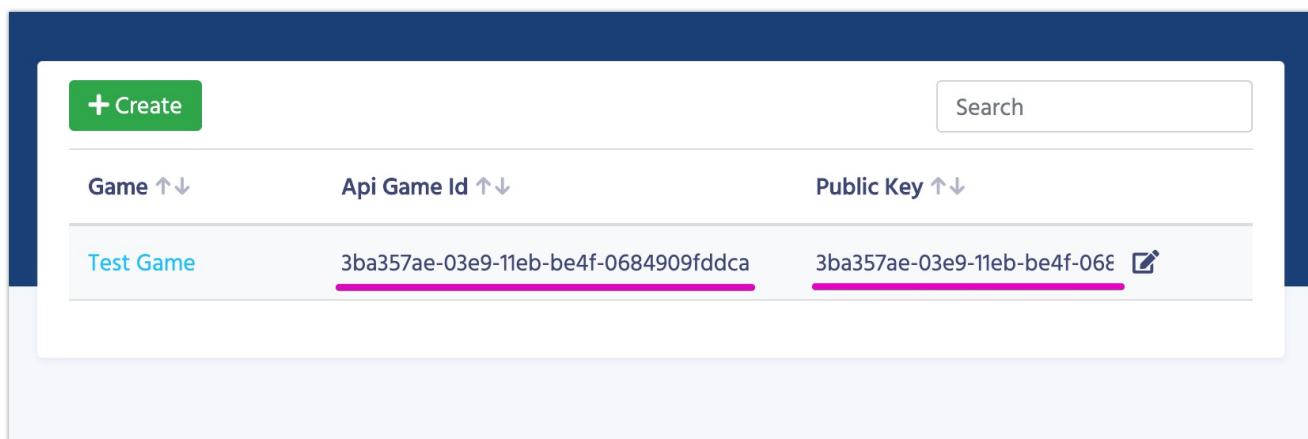 Create
Search
Game
Api Game Id
Public Key
Test Game
3ba357ae-03e9-11eb-be4f-0684909fddca
3ba357ae-03e9-11eb-be4f-068